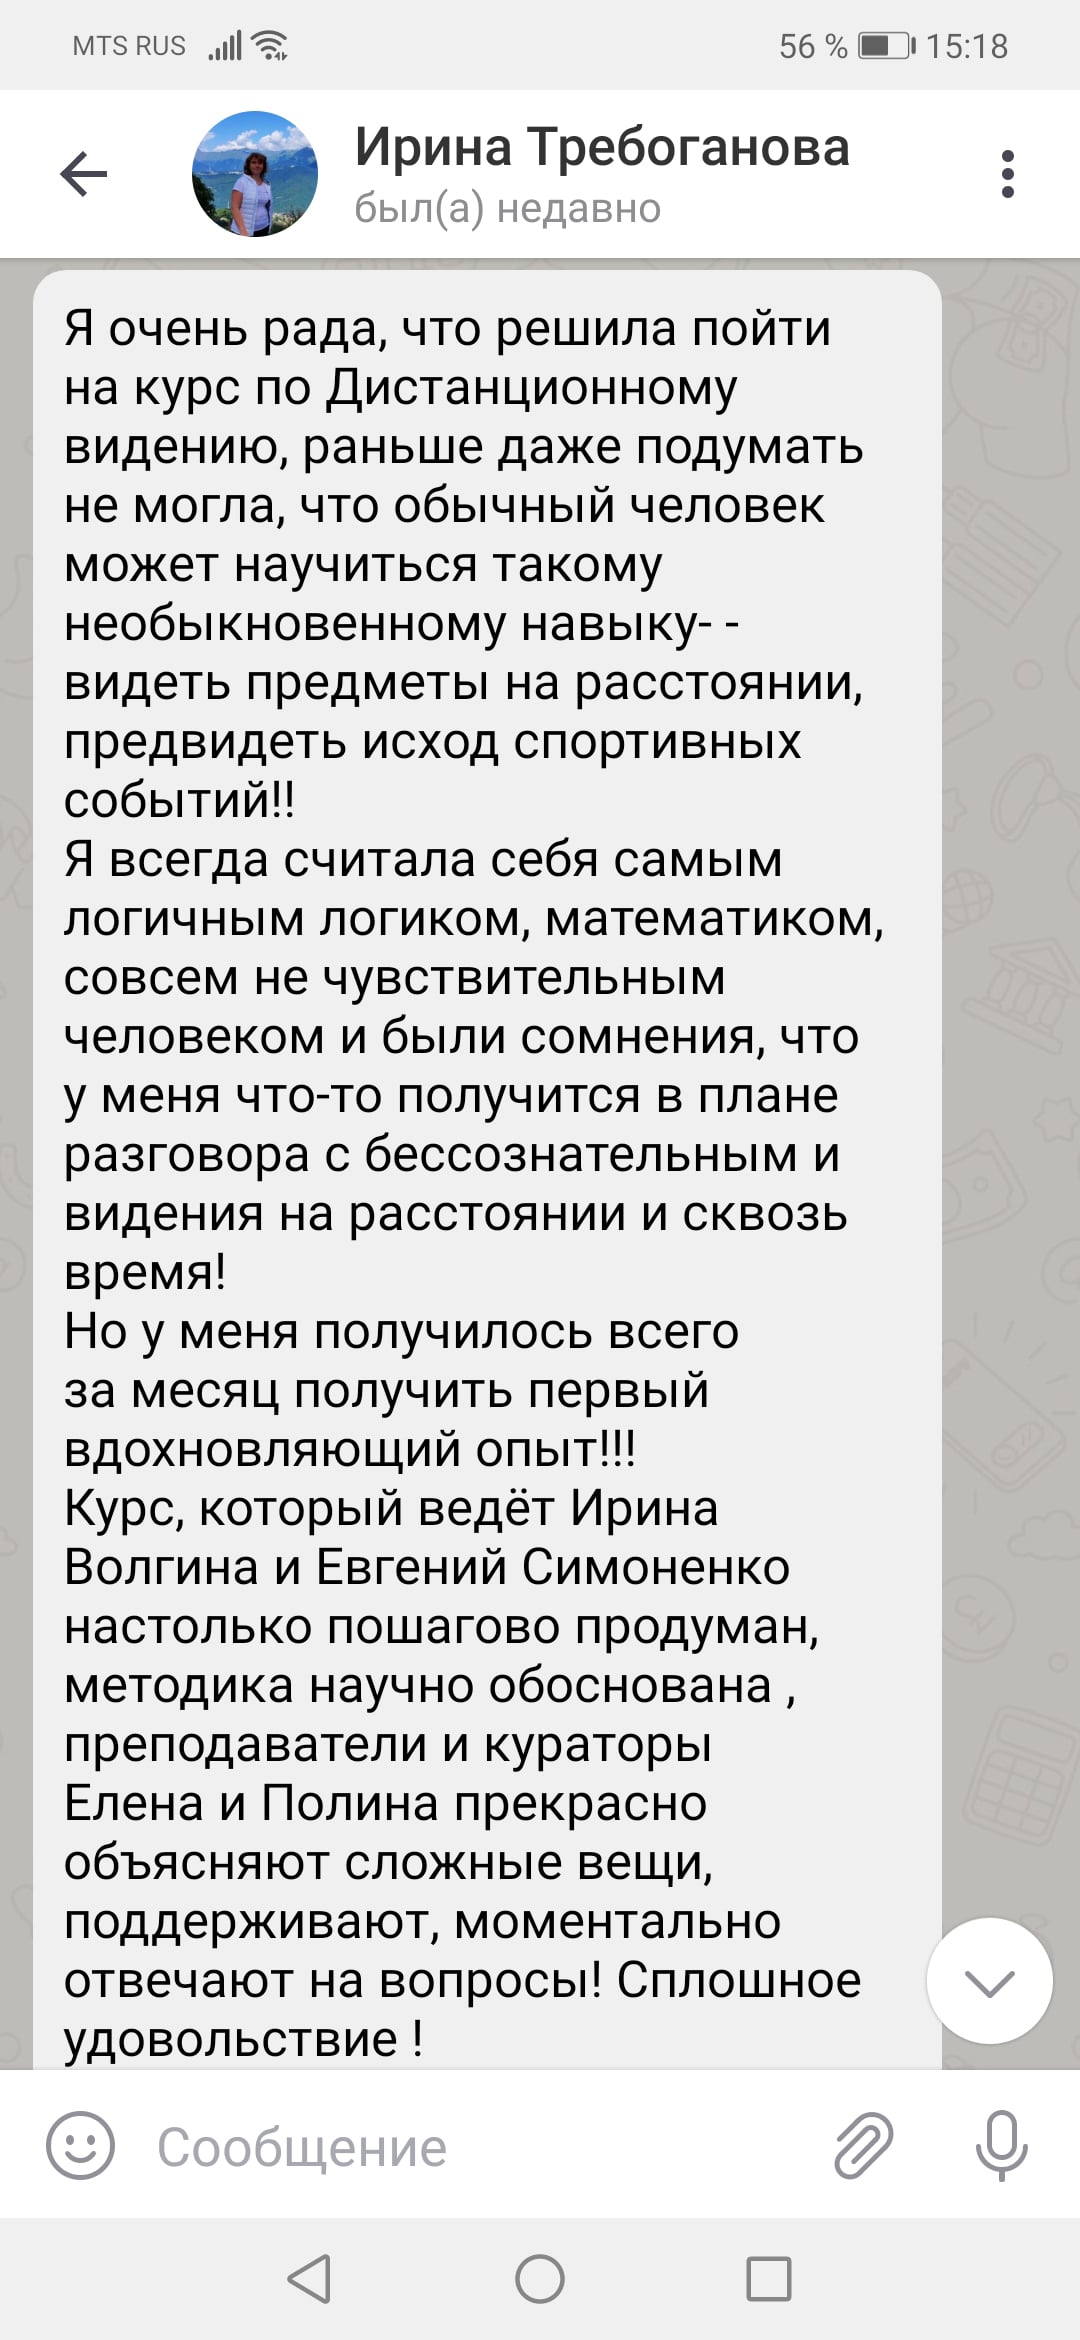 MTS RUS 56 % 15:18
Ирина Требоганова
был(а) недавно
Я очень рада, что решила пойти
на курс по Дистанционному
видению, раньше даже подумать
не могла, что обычный человек
может научиться такому
необыкновенному навыку- -
видеть предметы на расстоянии,
предвидеть исход спортивных
событий!!
Я всегда считала себя самым
логичным логиком, математиком,
совсем не чувствительным
человеком и были сомнения, что
у меня что-то получится в плане
разговора с бессознательным и
видения на расстоянии и сквозь
время!
Но у меня получилось всего
за месяц получить первый
вдохновляющий опыт!!!
Курс, который ведёт Ирина
Волгина и Евгений Симоненко
настолько пошагово продуман,
методика научно обоснована ,
преподаватели и кураторы
Елена и Полина прекрасно
объясняют сложные вещи,
поддерживают, моментально
отвечают на вопросы! Сплошное
удовольствие !
Сообщение